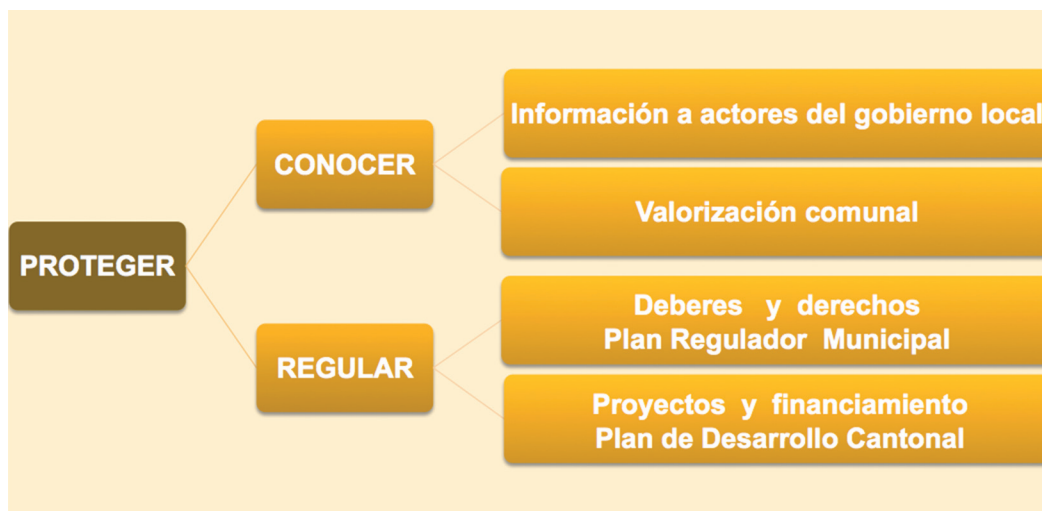 Información a actores del gobierno local
CONOCER
Valorización comunal
PROTEGER
Deberes y derechos
Plan Regulador Municipal
REGULAR
Proyectos y financiamiento
Plan de Desarrollo Cantonal